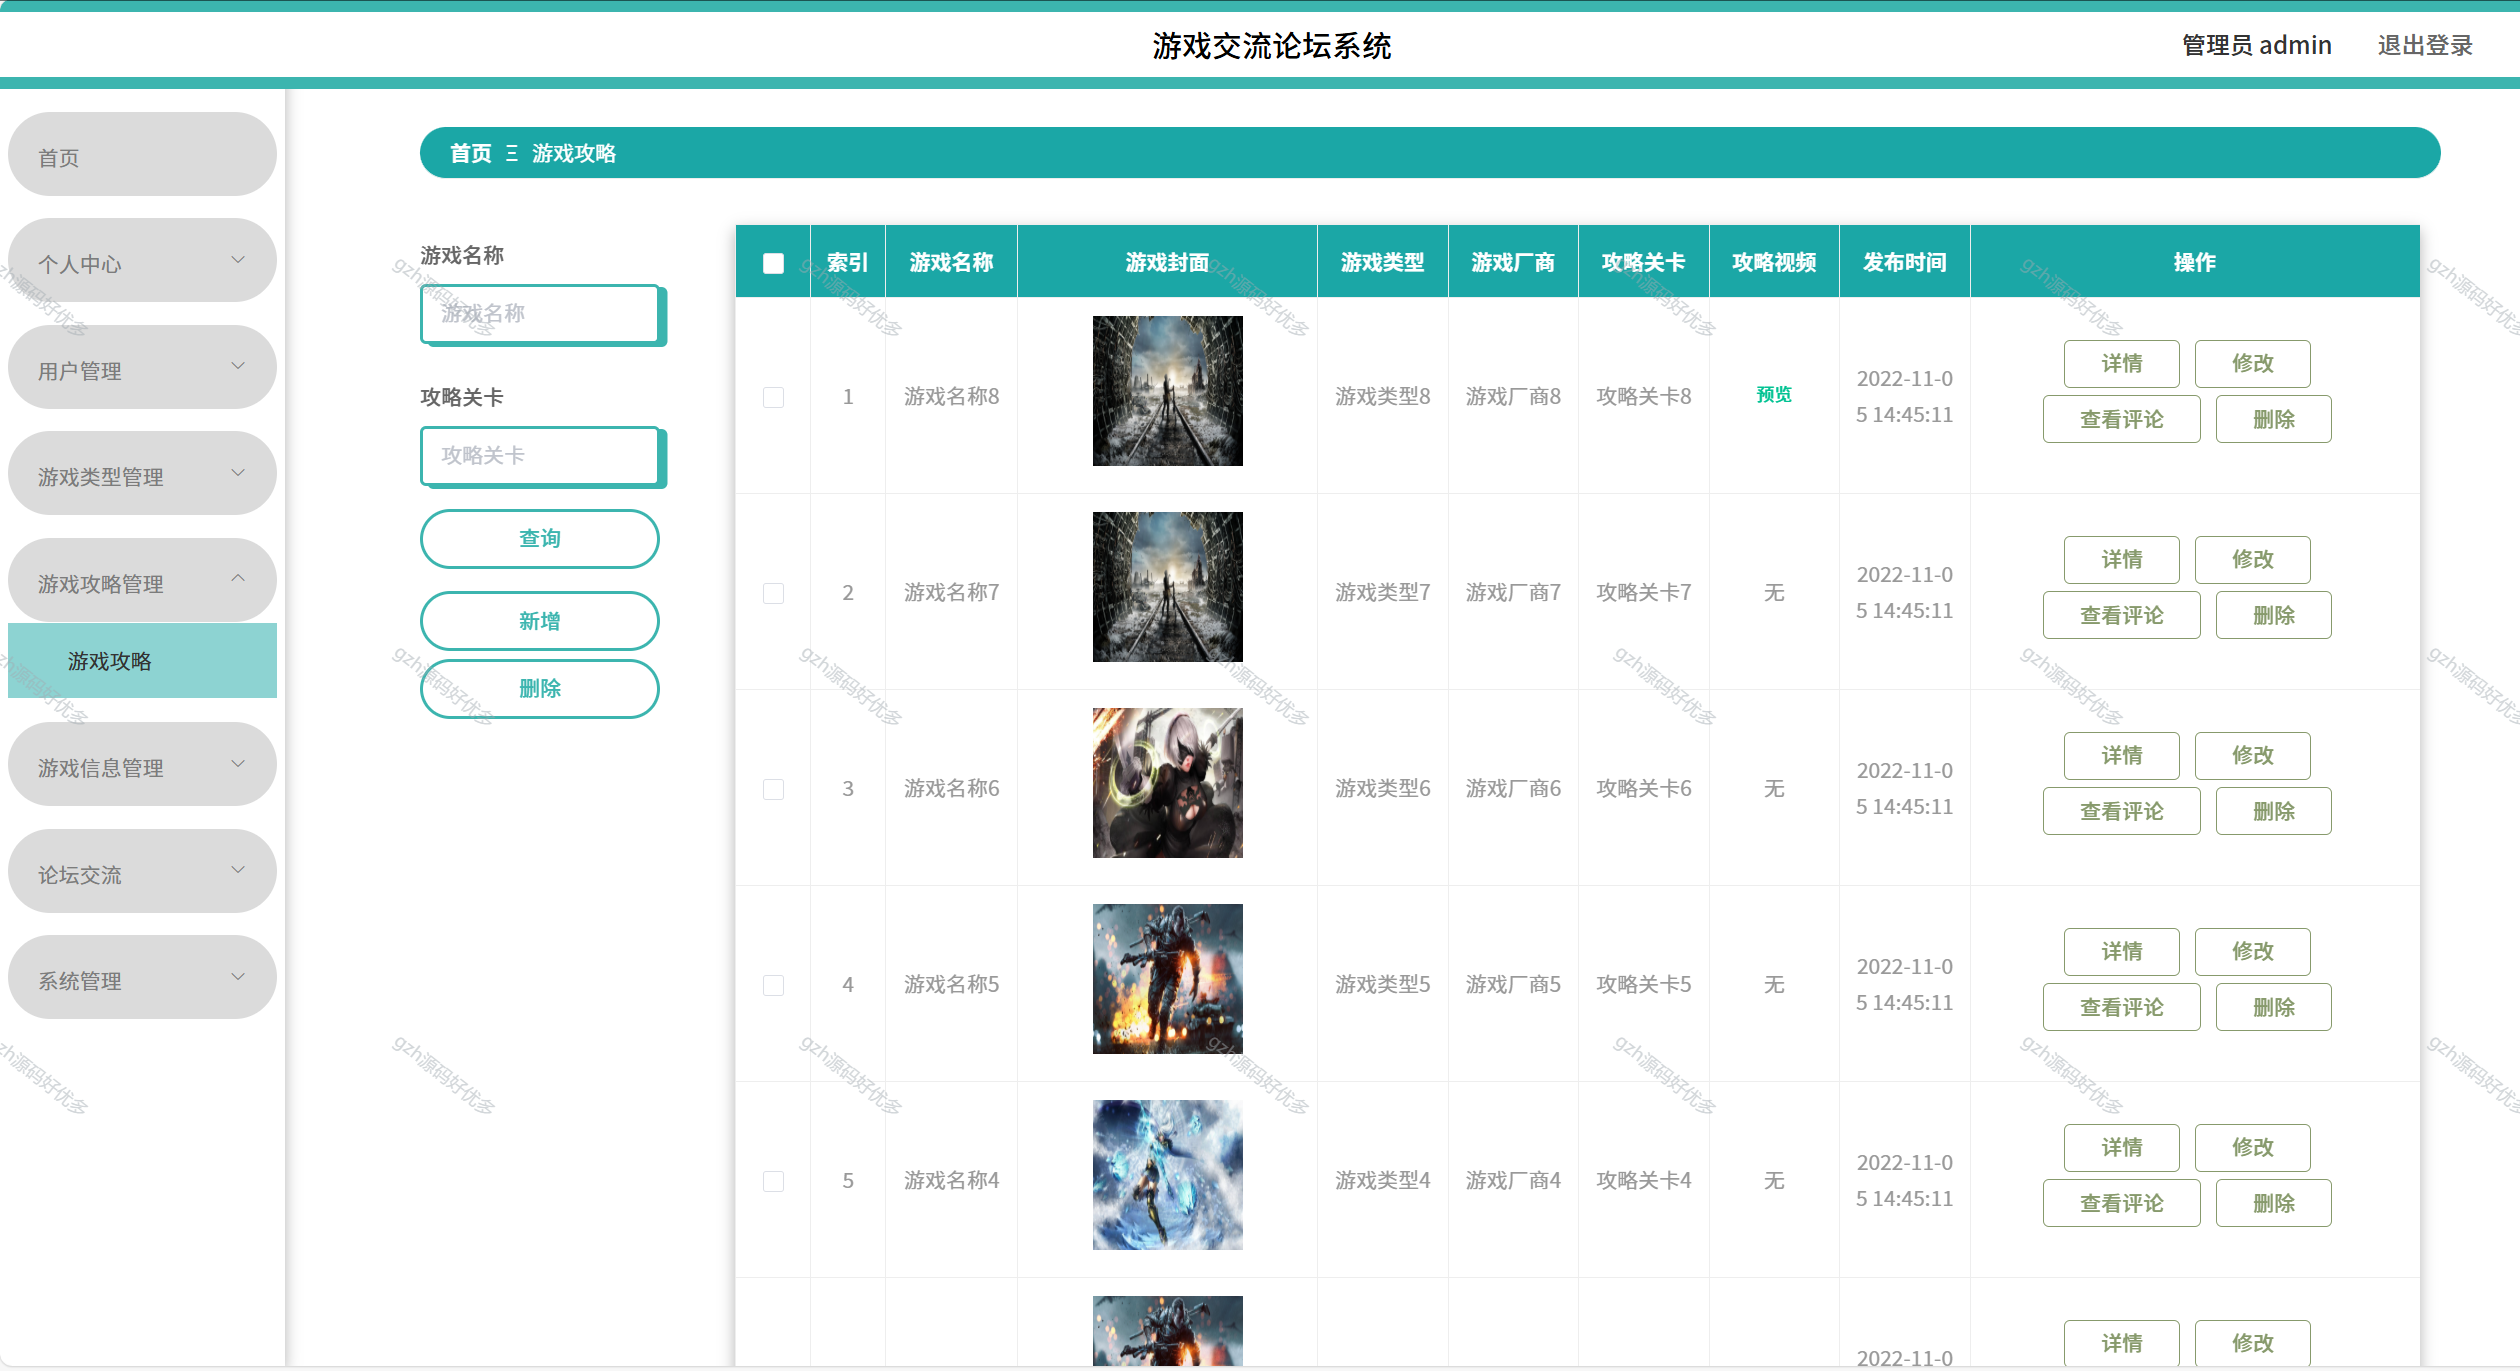 游戏交流论坛系统
管理员 admin
退出登录
首页
个人中心
用户管理
游戏类型管理
游戏攻略管理
游戏攻略
游戏信息管理
论坛交流
系统管理
首页 Ξ 游戏攻略
游戏名称
游戏名称
攻略关卡
攻略关卡
查询
新增
删除
索引 游戏名称 游戏封面 游戏类型 游戏厂商 攻略关卡 攻略视频 发布时间 操作
1 游戏名称8 游戏类型8 游戏厂商8 攻略关卡8 预览
2022-11-0
5 14:45:11
详情 修改
查看评论 删除
2 游戏名称7 游戏类型7 游戏厂商7 攻略关卡7 无
2022-11-0
5 14:45:11
详情 修改
查看评论 删除
3 游戏名称6 游戏类型6 游戏厂商6 攻略关卡6 无
2022-11-0
5 14:45:11
详情 修改
查看评论 删除
4 游戏名称5 游戏类型5 游戏厂商5 攻略关卡5 无
2022-11-0
5 14:45:11
详情 修改
查看评论 删除
5 游戏名称4 游戏类型4 游戏厂商4 攻略关卡4 无
2022-11-0
5 14:45:11
详情 修改
查看评论 删除
2022-11-0
详情 修改
gzh源码好优多